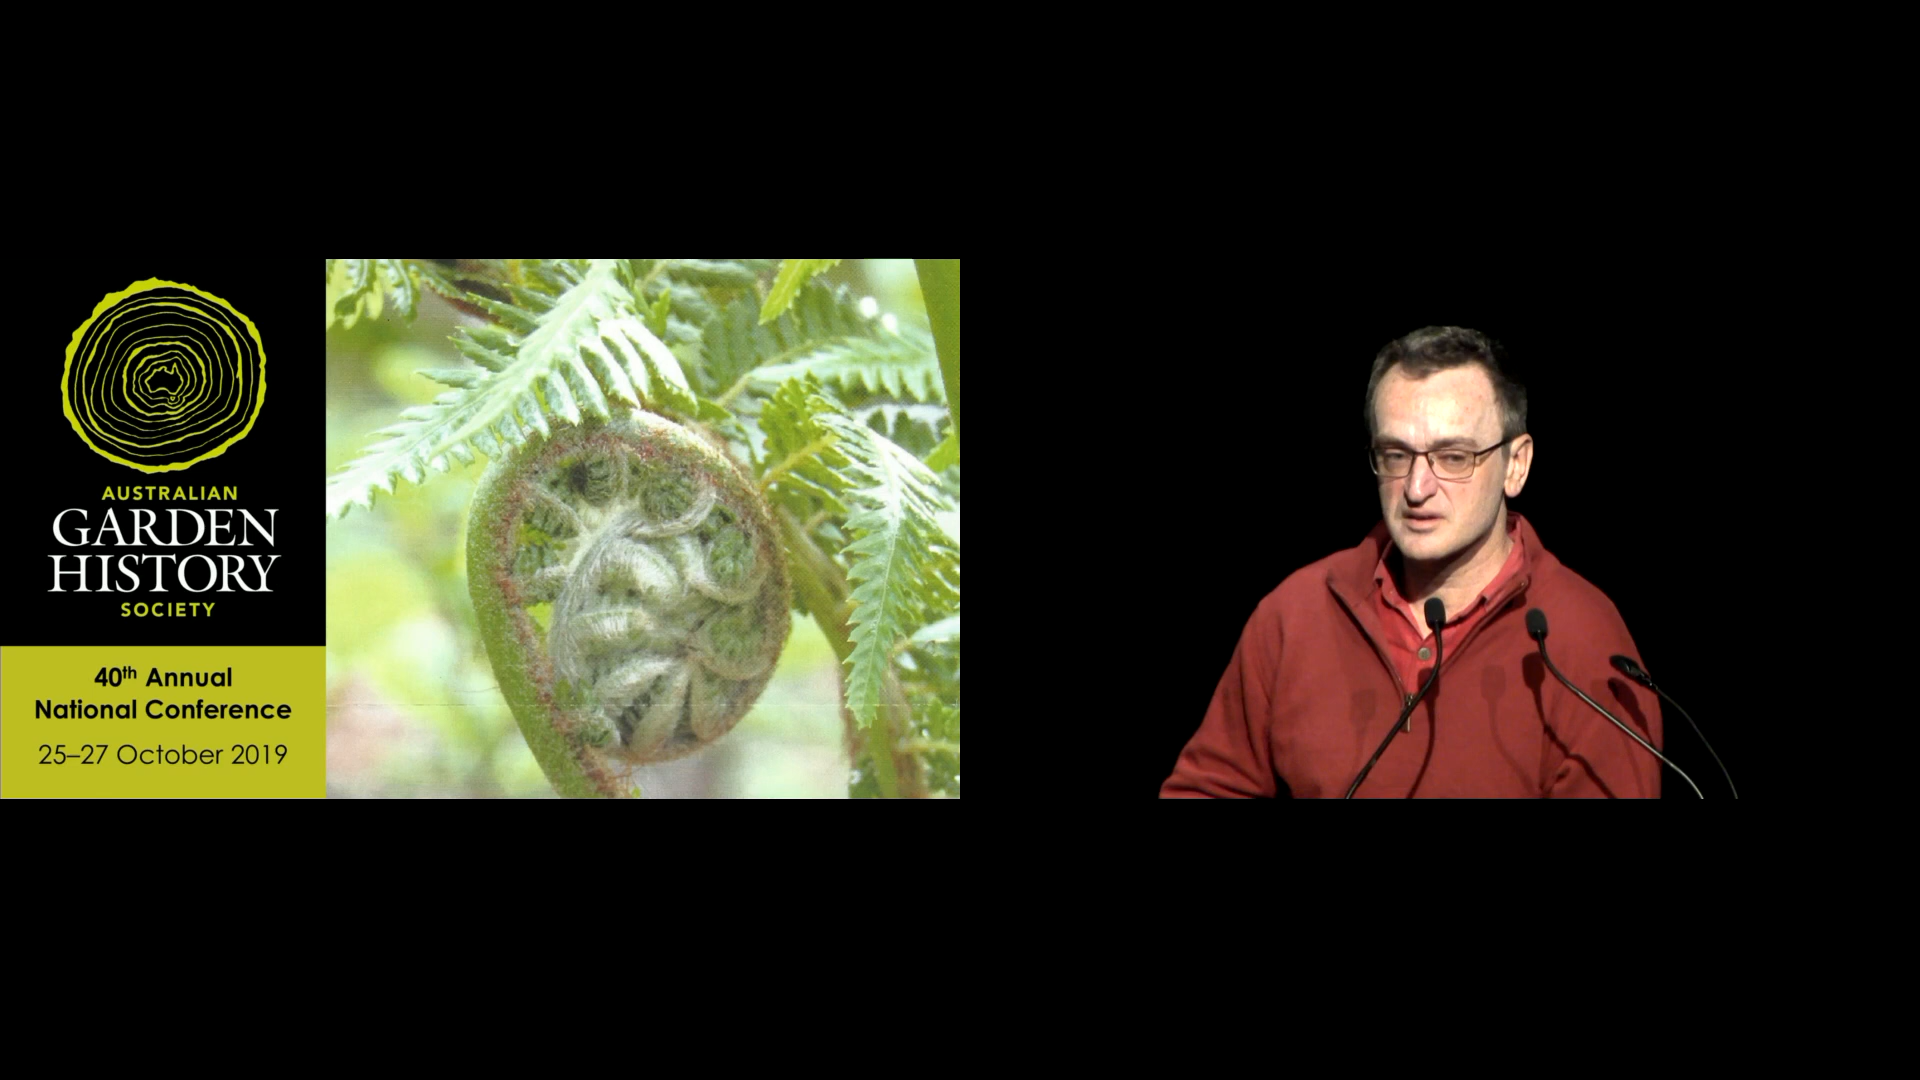 AUSTRALIAN
GARDEN
HISTORY
SOCIETY
40th Annual
National Conference
25–27 October 2019